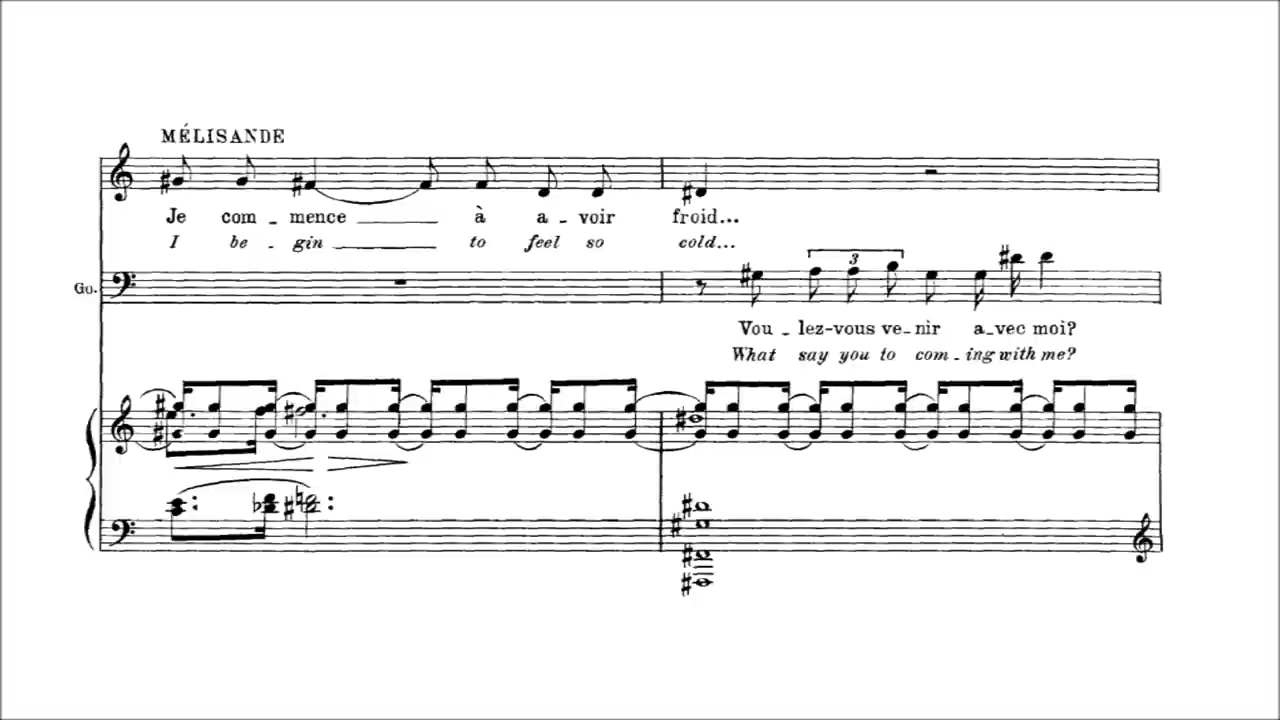 MÉLISANDE
Je com - mence à a - voir froid...
I be - gin to feel so cold...
Go.
3
Vou - lez-vous ve-nir a-vec moi?
What say you to com - ing with me?